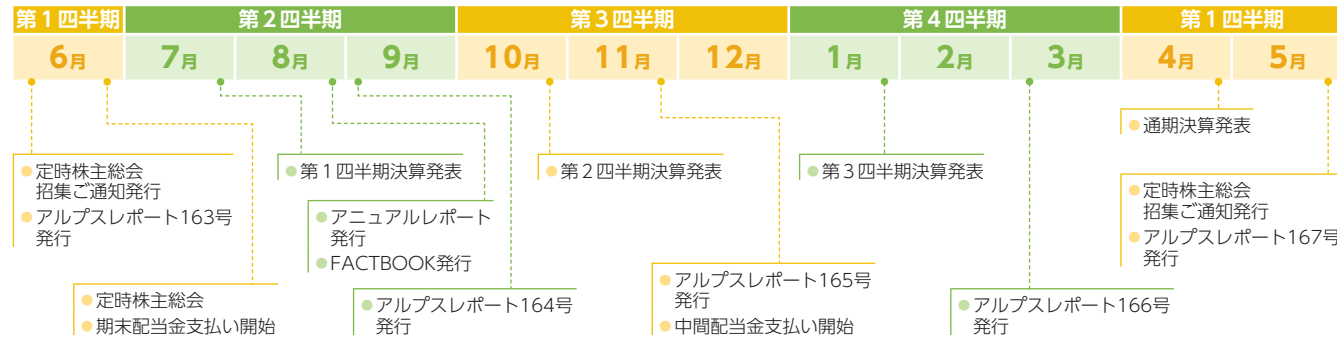 第1四半期 第2四半期 第3四半期 第4四半期 第1四半期
6月 7月 8月 9月 10月 11月 12月 1月 2月 3月 4月 5月
定時株主総会
招集ご通知発行
アルプスレポート163号
発行
定時株主総会
期末配当金支払い開始
第1四半期決算発表
アニュアルレポート
発行
FACTBOOK発行
アルプスレポート164号
発行
第2四半期決算発表
アルプスレポート165号
発行
中間配当金支払い開始
第3四半期決算発表
アルプスレポート166号
発行
通期決算発表
定時株主総会
招集ご通知発行
アルプスレポート167号
発行